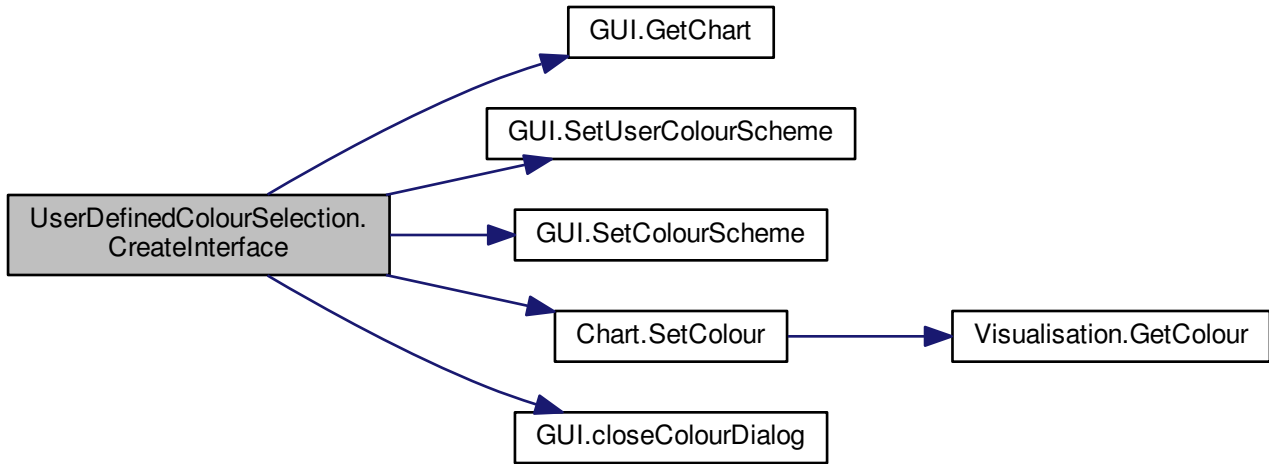 GUI.GetChart
GUI.SetUserColourScheme
UserDefinedColourSelection.
CreateInterface
GUI.SetColourScheme
Chart.SetColour
Visualisation.GetColour
GUI.closeColourDialog